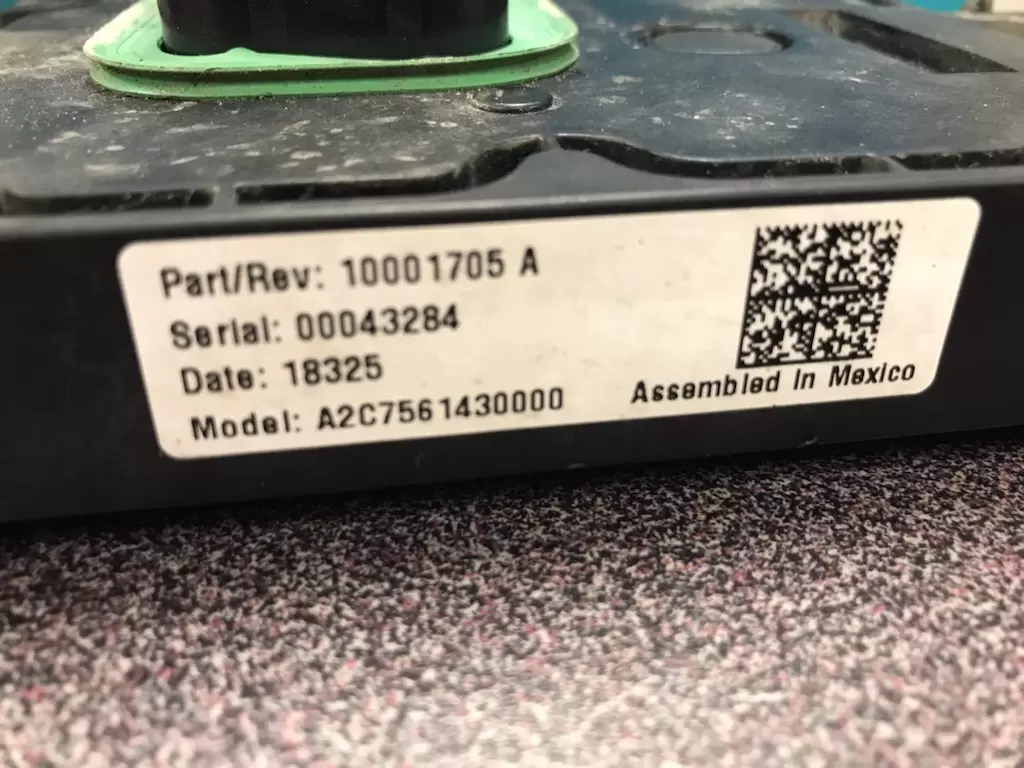 Part/Rev: 10001705 A
Serial: 00043284
Date: 18325
Model: A2C7561430000
Assembled In Mexico